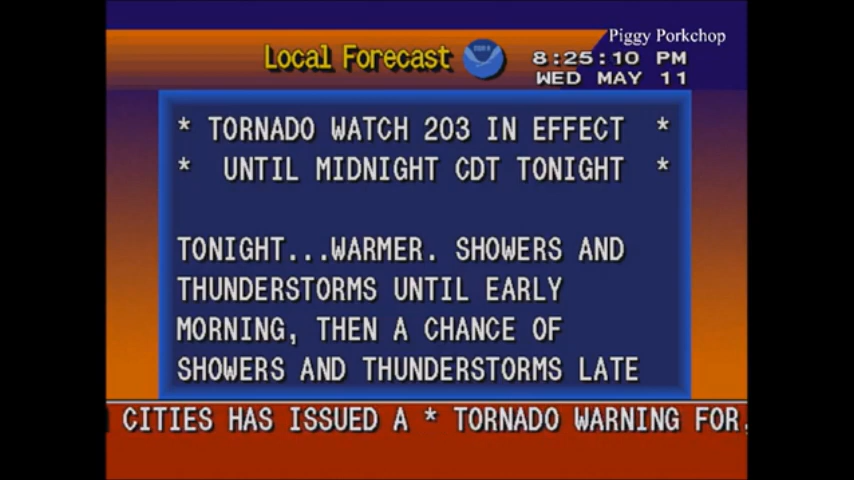 Piggy Porkchop
Local Forecast
8:25:10 PM
WED MAY 11
* TORNADO WATCH 203 IN EFFECT *
* UNTIL MIDNIGHT CDT TONIGHT *
TONIGHT...WARMER. SHOWERS AND
THUNDERSTORMS UNTIL EARLY
MORNING, THEN A CHANCE OF
SHOWERS AND THUNDERSTORMS LATE
CITIES HAS ISSUED A * TORNADO WARNING FOR.